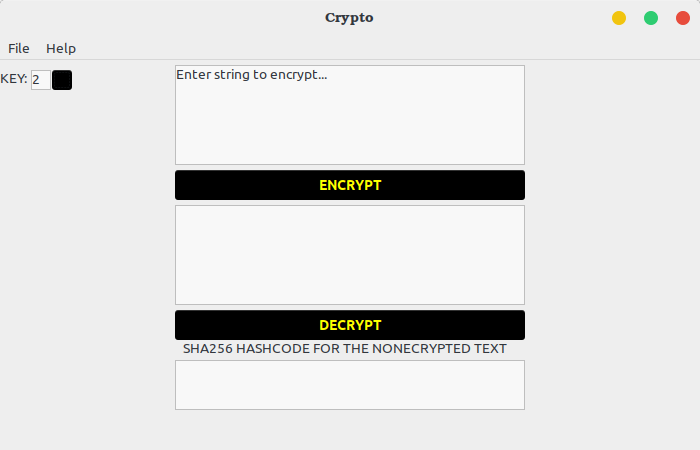 Crypto
File Help
KEY: 2
Enter string to encrypt...
ENCRYPT
DECRYPT
SHA256 HASHCODE FOR THE NONECRYPTED TEXT